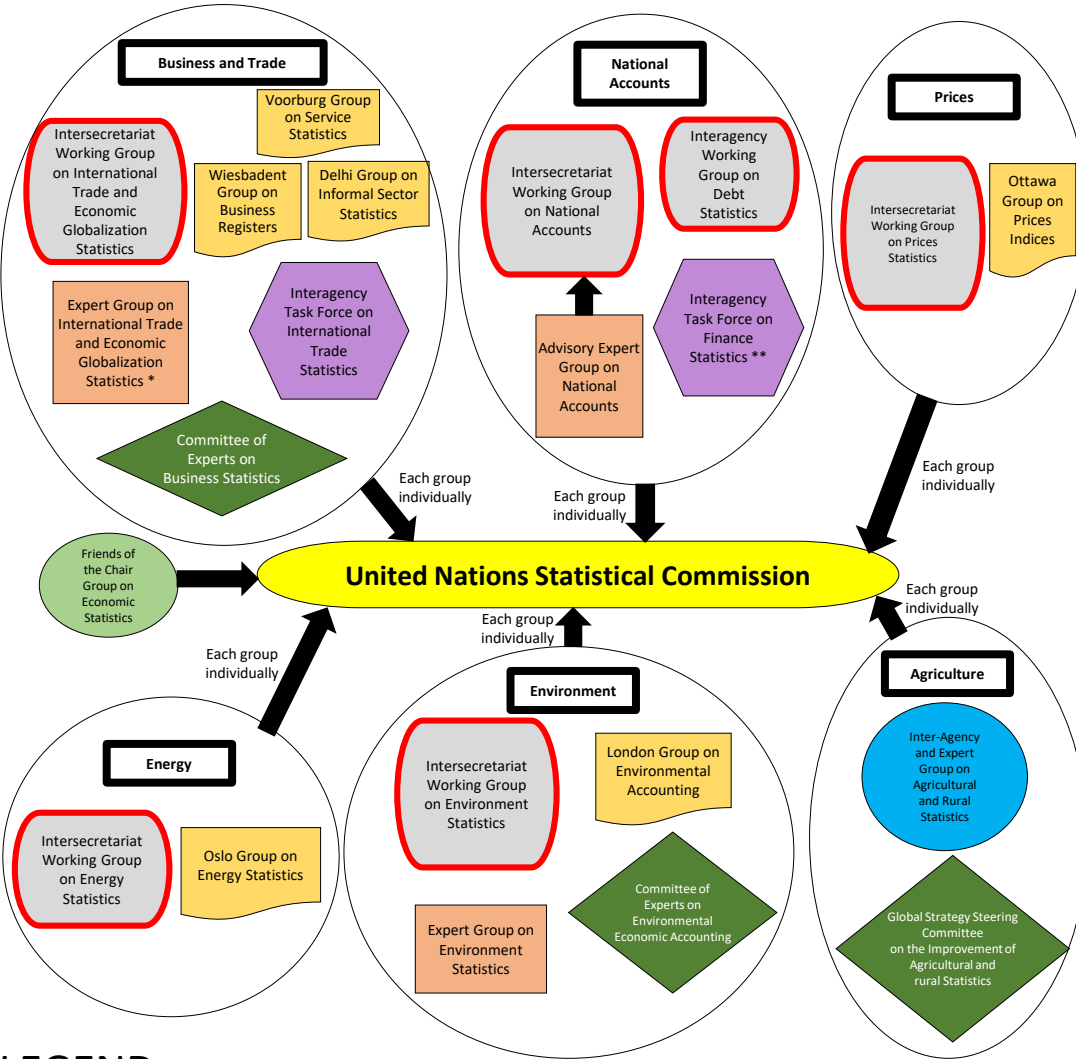 Business and Trade
Voorburg Group
on Service
Statistics
Intersecretariat
Working Group
on International
Trade and
Economic
Globalization
Statistics
Wiesbadent
Group on
Business
Registers
Delhi Group on
Informal Sector
Statistics
Expert Group on
International Trade
and Economic
Globalization
Statistics *
Interagency
Task Force on
International
Trade
Statistics
Committee of
Experts on
Business Statistics
National
Accounts
Intersecretariat
Working Group
on National
Accounts
Interagency
Working
Group on
Debt
Statistics
Advisory Expert
Group on
National
Accounts
Interagency
Task Force on
Finance
Statistics **
Prices
Intersecretariat
Working Group
on Prices
Statistics
Ottawa
Group on
Prices
Indices
Each group
individually
Each group
individually
Each group
individually
Friends of
the Chair
Group on
Economic
Statistics
United Nations Statistical Commission
Each group
individually
Each group
individually
Each group
individually
Energy
Intersecretariat
Working Group
on Energy
Statistics
Oslo Group on
Energy Statistics
Environment
Intersecretariat
Working Group
on Environment
Statistics
London Group on
Environmental
Accounting
Expert Group on
Environment
Statistics
Committee of
Experts on
Environmental
Economic Accounting
Agriculture
Inter-Agency
and Expert
Group on
Agricultural
and Rural
Statistics
Global Strategy Steering
Committee
on the Improvement of
Agricultural and
rural Statistics
LEGEND